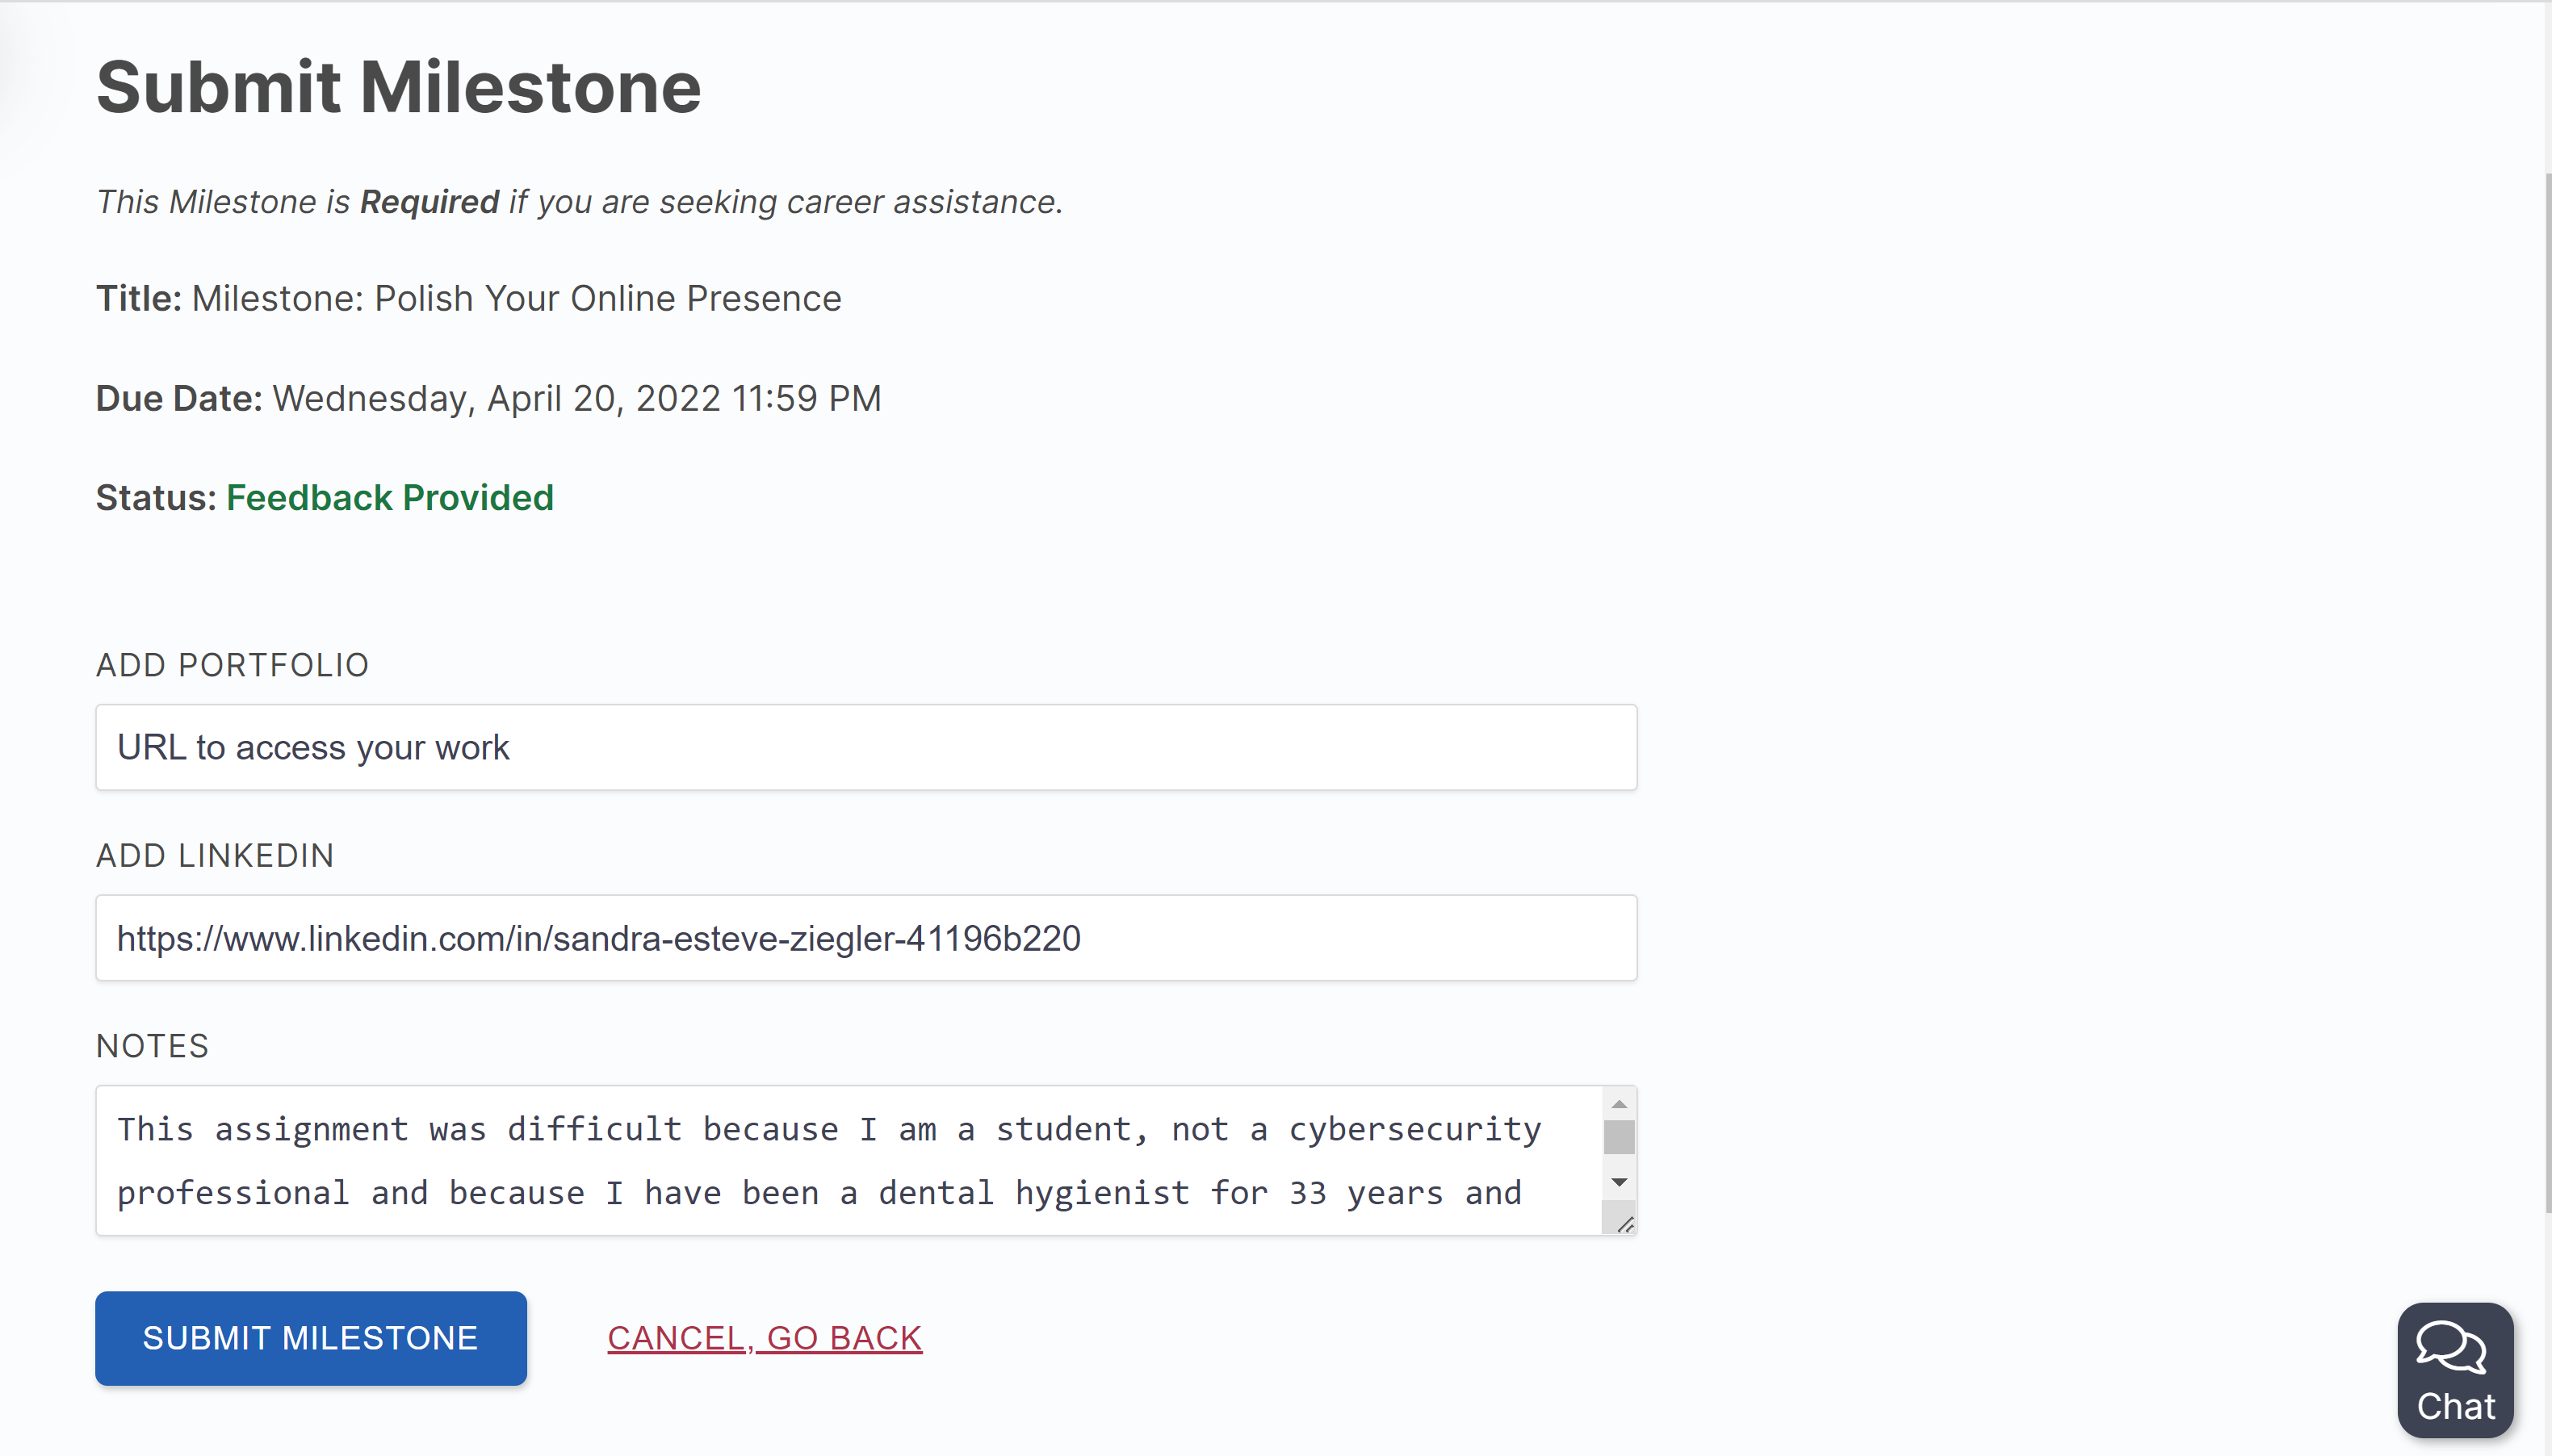 Submit Milestone
This Milestone is Required if you are seeking career assistance.
Title: Milestone: Polish Your Online Presence
Due Date: Wednesday, April 20, 2022 11:59 PM
Status: Feedback Provided
ADD PORTFOLIO
URL to access your work
ADD LINKEDIN
https://www.linkedin.com/in/sandra-esteve-ziegler-41196b220
NOTES
This assignment was difficult because I am a student, not a cybersecurity
professional and because I have been a dental hygienist for 33 years and
SUBMIT MILESTONE
CANCEL, GO BACK
Chat